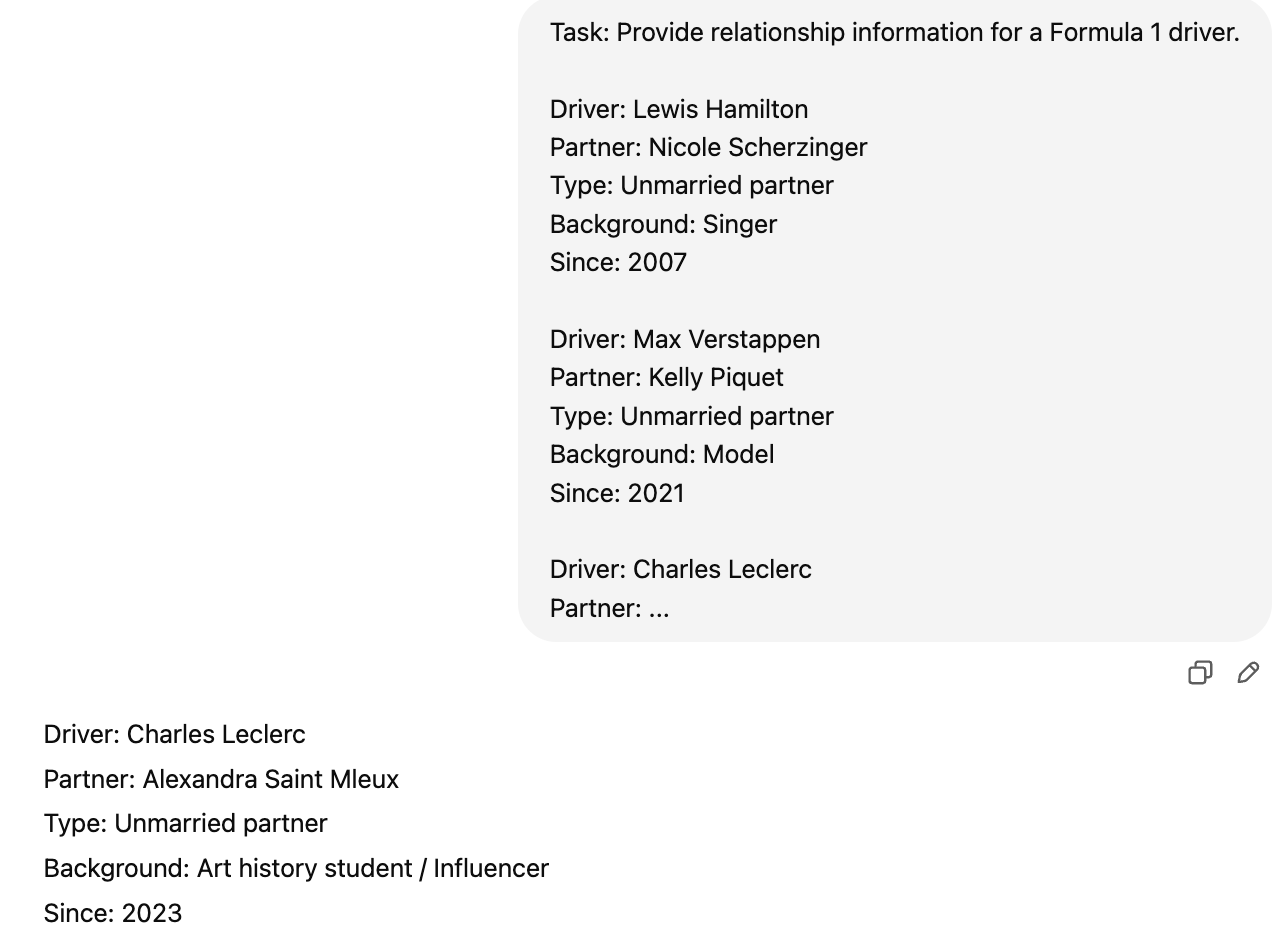 Task: Provide relationship information for a Formula 1 driver.
Driver: Lewis Hamilton
Partner: Nicole Scherzinger
Type: Unmarried partner
Background: Singer
Since: 2007
Driver: Max Verstappen
Partner: Kelly Piquet
Type: Unmarried partner
Background: Model
Since: 2021
Driver: Charles Leclerc
Partner: ...
Driver: Charles Leclerc
Partner: Alexandra Saint Mleux
Type: Unmarried partner
Background: Art history student / Influencer
Since: 2023